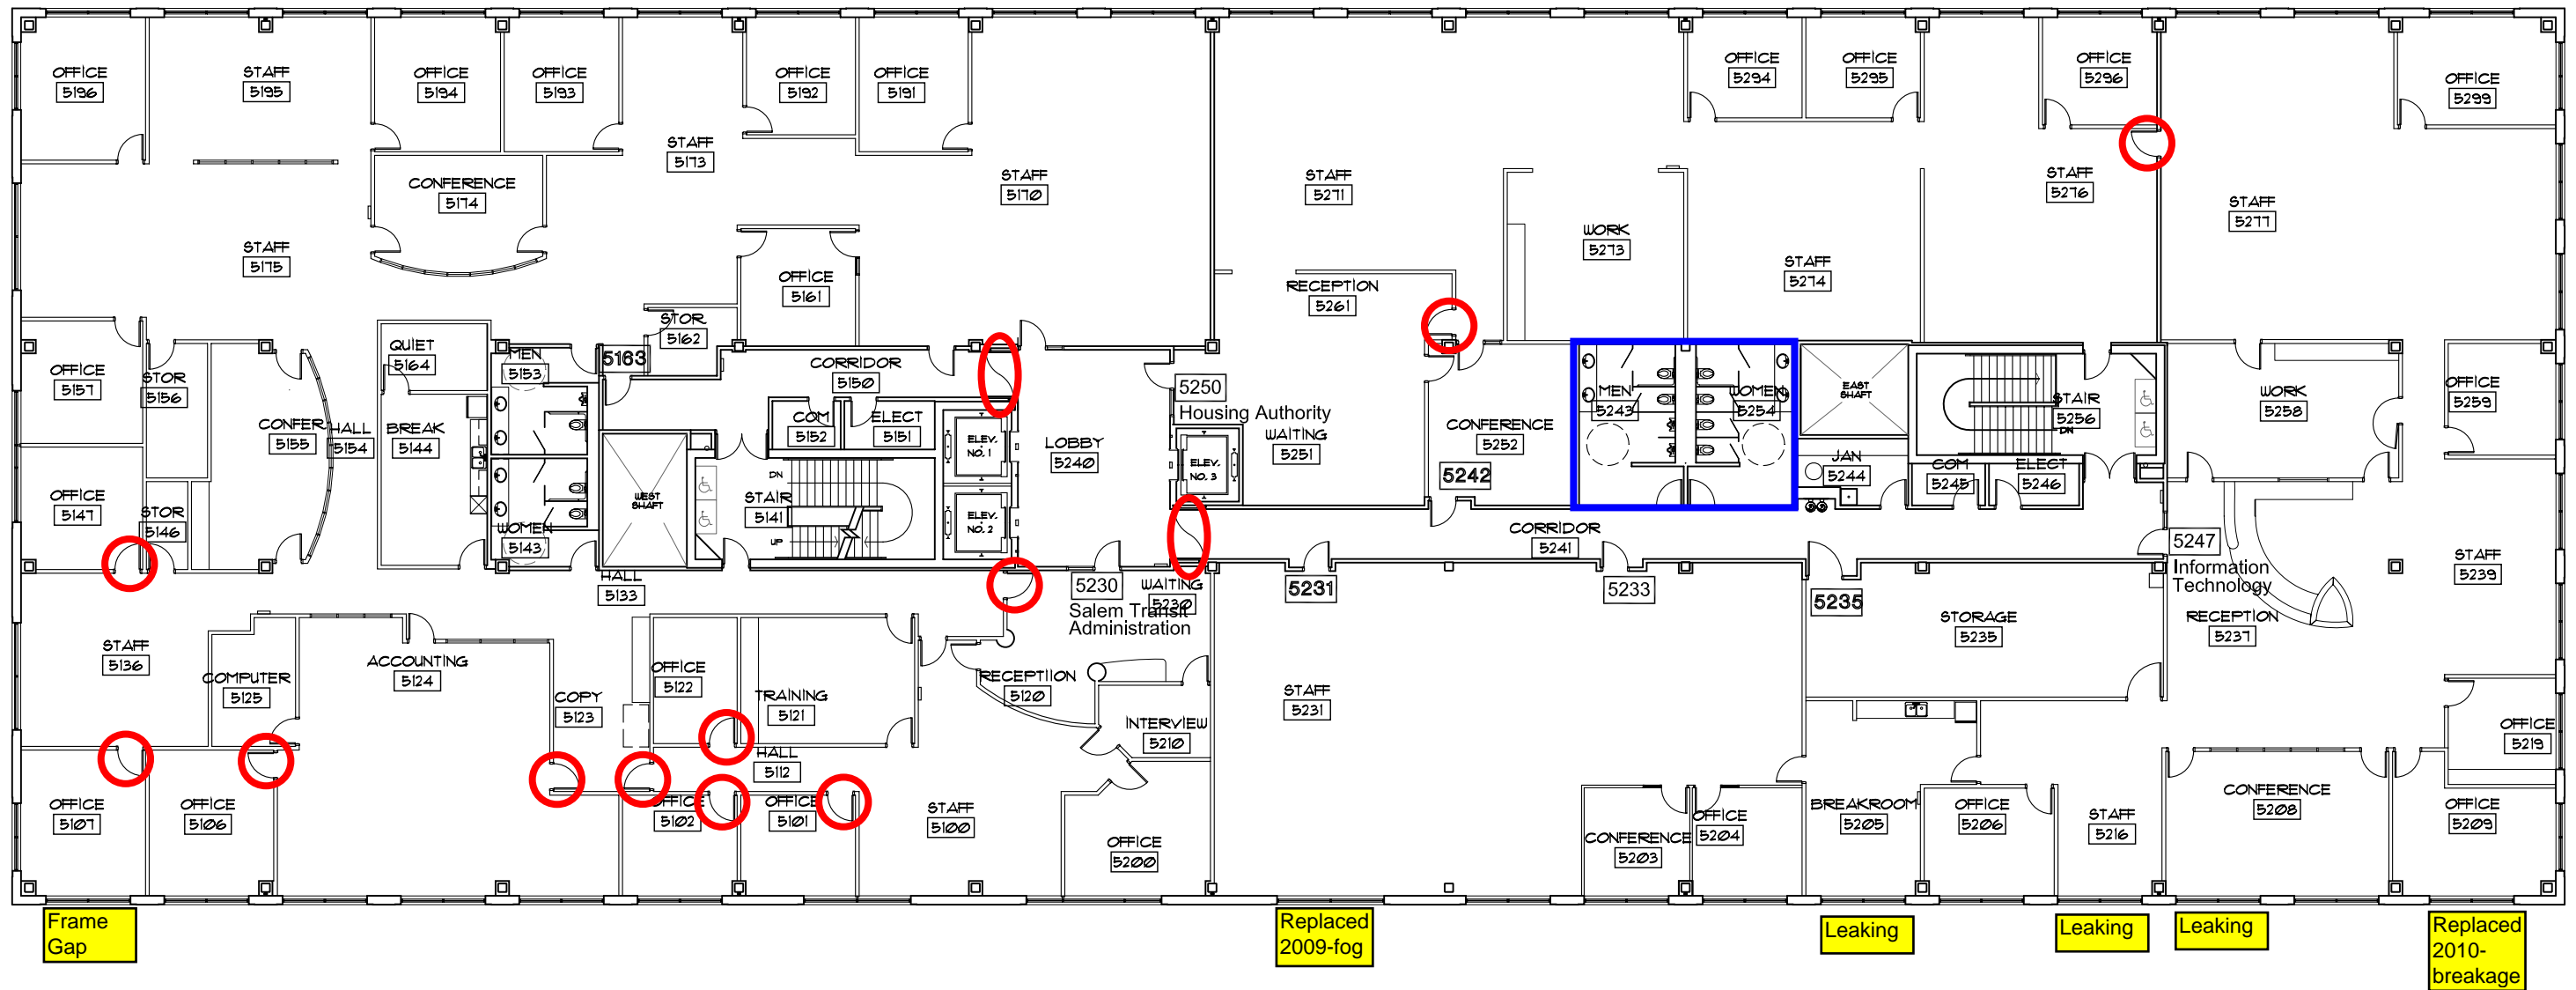 OFFICE
5196
STAFF
5195
OFFICE
5194
OFFICE
5193
OFFICE
5192
OFFICE
5191
OFFICE
5294
OFFICE
5295
OFFICE
5296
OFFICE
5299
STAFF
5173
CONFERENCE
5174
STAFF
5170
STAFF
5271
STAFF
5276
STAFF
5277
WORK
5273
STAFF
5175
OFFICE
5161
RECEPTION
5261
STAFF
5274
STOR
5162
QUIET
5164
MEN
5153
5163
CORRIDOR
5150
OFFICE
5157
STOR
5156
CONFER
5155
HALL
5154
BREAK
5144
COM
5152
ELECT
5151
ELEV.
NO. 1
LOBBY
5240
5250
Housing Authority
WAITING
5251
ELEV.
NO. 3
CONFERENCE
5252
5242
MEN
5243
WOMEN
5254
EAST
SHAFT
STAIR
5256
DN
WORK
5258
OFFICE
5259
JAN
5244
COM
5245
ELECT
5246
OFFICE
5147
STOR
5146
WOMEN
5143
WEST
SHAFT
STAIR
5141
DN
UP
ELEV.
NO. 2
CORRIDOR
5241
5247
Information
Technology
STAFF
5239
HALL
5133
5230
WAITING
5230
Salem Transit
Administration
5231
5233
5235
STORAGE
5235
RECEPTION
5237
STAFF
5136
COMPUTER
5125
ACCOUNTING
5124
COPY
5123
OFFICE
5122
TRAINING
5121
RECEPTION
5120
INTERVIEW
5210
STAFF
5231
OFFICE
5219
HALL
5112
OFFICE
5107
OFFICE
5106
OFFICE
5102
OFFICE
5101
STAFF
5100
OFFICE
5200
CONFERENCE
5203
OFFICE
5204
BREAKROOM
5205
OFFICE
5206
STAFF
5216
CONFERENCE
5208
OFFICE
5209
Frame
Gap
Replaced
2009-fog
Leaking
Leaking
Leaking
Replaced
2010-
breakage